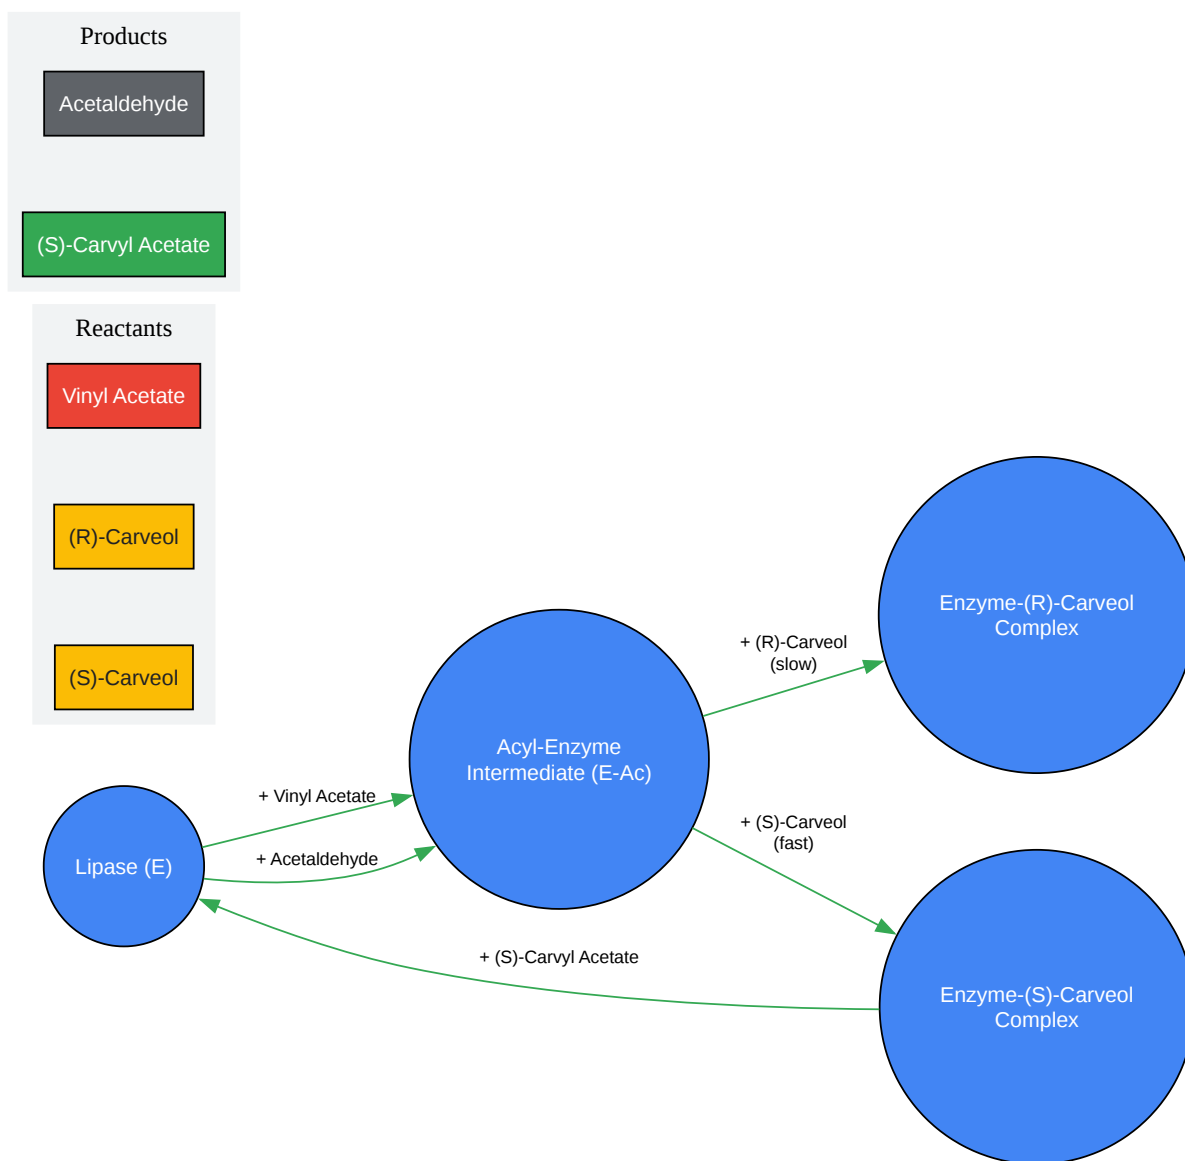 Products
Acetaldehyde
(S)-Carvyl Acetate
Reactants
Vinyl Acetate
(R)-Carveol
(S)-Carveol
Lipase (E)
+ Vinyl Acetate
+ Acetaldehyde
Acyl-Enzyme
Intermediate (E-Ac)
+ (R)-Carveol
(slow)
+ (S)-Carveol
(fast)
+ (S)-Carvyl Acetate
Enzyme-(R)-Carveol
Complex
Enzyme-(S)-Carveol
Complex